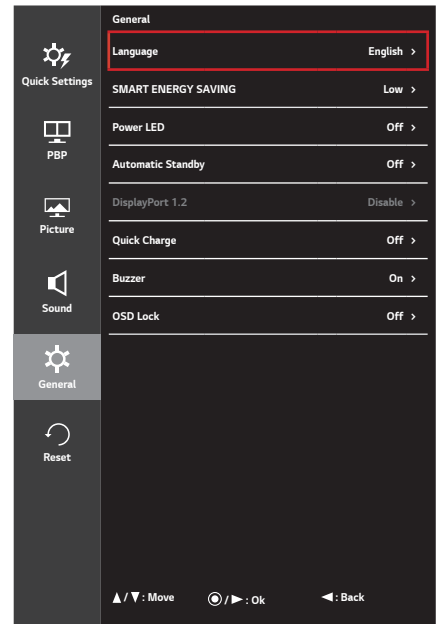 General
Quick Settings
PBP
Picture
Sound
General
Reset
Language English >
SMART ENERGY SAVING Low >
Power LED Off >
Automatic Standby Off >
DisplayPort 1.2 Disable >
Quick Charge Off >
Buzzer On >
OSD Lock Off >
▲/▼: Move ◉/►: Ok ◄: Back